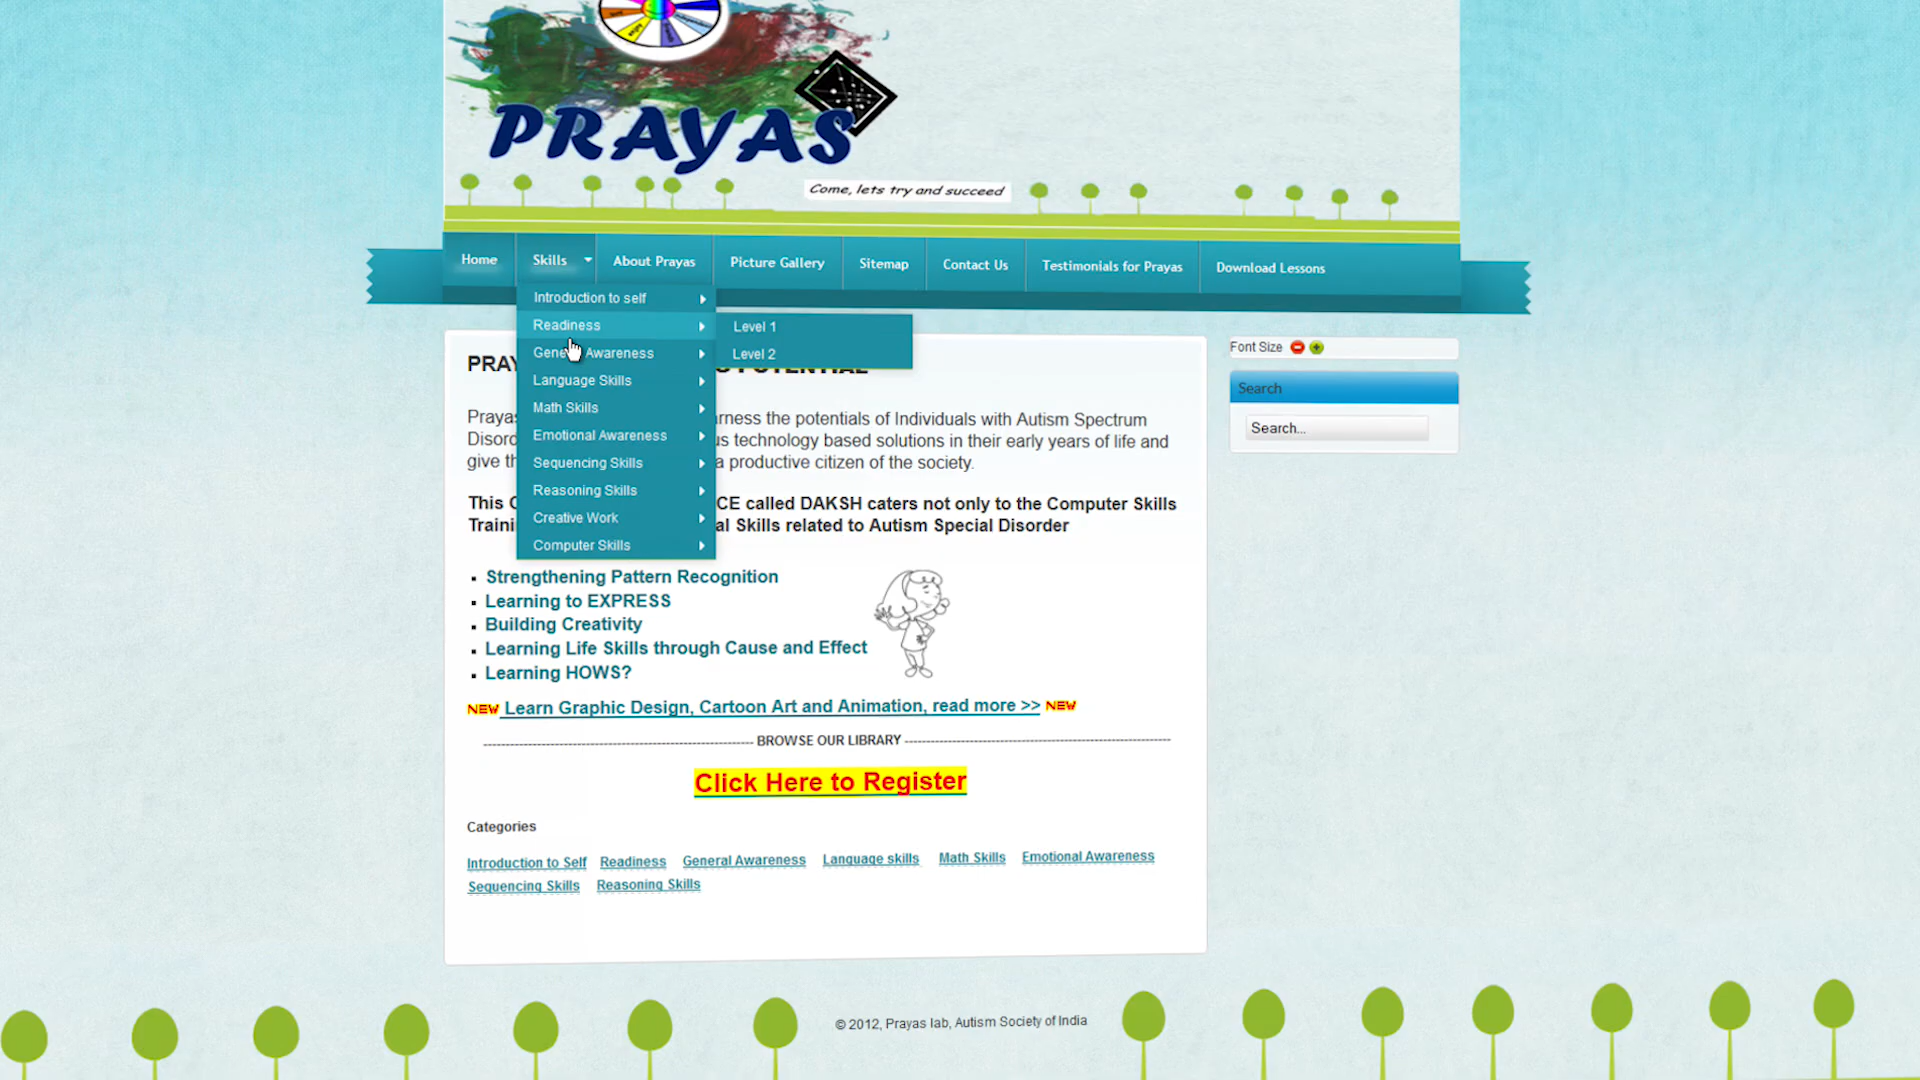 PRAYAS
Come, lets try and succeed
Home
Skills
About Prayas
Picture Gallery
Sitemap
Contact Us
Testimonials for Prayas
Download Lessons
Introduction to self
Readiness
General Awareness
Language Skills
Math Skills
Emotional Awareness
Sequencing Skills
Reasoning Skills
Creative Work
Computer Skills
Level 1
Level 2
Font Size
Search
Search...
POTENTIAL
Prayas
rness the potentials of Individuals with Autism Spectrum
technology based solutions in their early years of life and
a productive citizen of the society.
This
CE called DAKSH caters not only to the Computer Skills
Skills related to Autism Special Disorder
Strengthening Pattern Recognition
Learning to EXPRESS
Building Creativity
Learning Life Skills through Cause and Effect
Learning HOWS?
NEW Learn Graphic Design, Cartoon Art and Animation, read more >> NEW
BROWSE OUR LIBRARY
Click Here to Register
Categories
Introduction to Self Readiness General Awareness Language skills Math Skills Emotional Awareness
Sequencing Skills Reasoning Skills
© 2012, Prayas lab, Autism Society of India